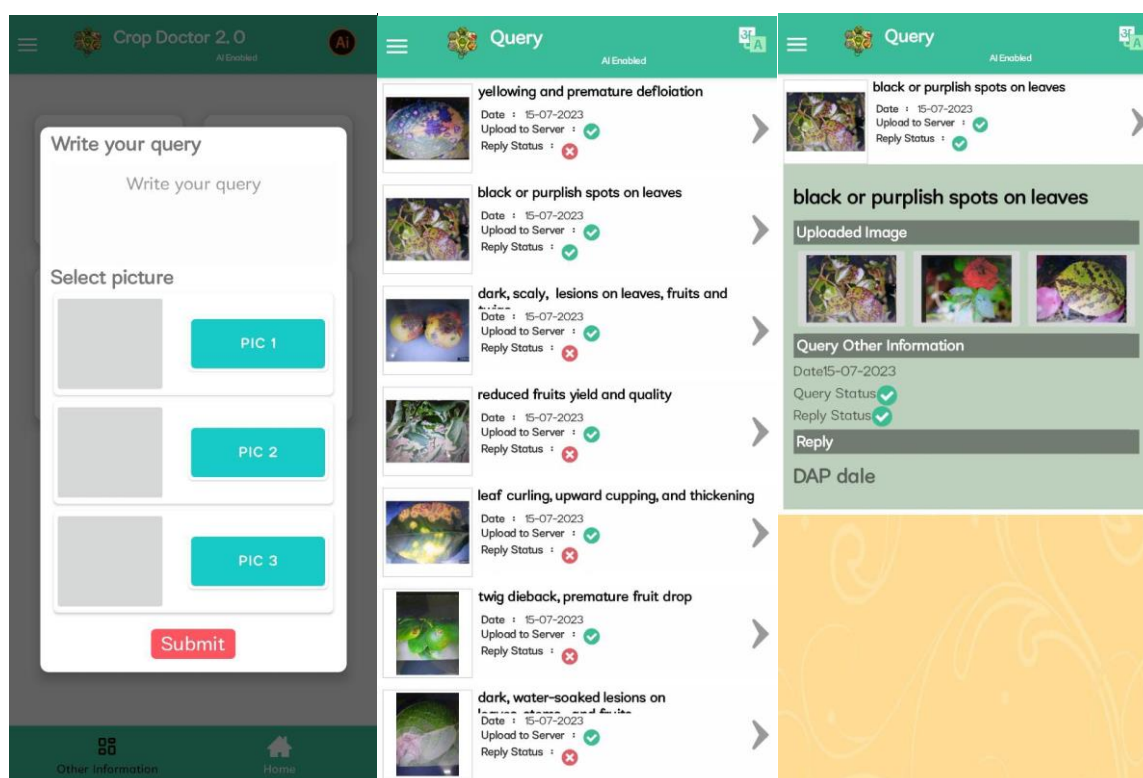 Crop Doctor 2.0
Ai
AI Enabled
Write your query
Write your query
Select picture
PIC 1
PIC 2
PIC 3
Submit
Other Information
Home
Query
AI Enabled
yellowing and premature defloiation
Date : 15-07-2023
Upload to Server :
Reply Status :
black or purplish spots on leaves
Date : 15-07-2023
Upload to Server :
Reply Status :
dark, scaly, lesions on leaves, fruits and
Date : 15-07-2023
Upload to Server :
Reply Status :
reduced fruits yield and quality
Date : 15-07-2023
Upload to Server :
Reply Status :
leaf curling, upward cupping, and thickening
Date : 15-07-2023
Upload to Server :
Reply Status :
twig dieback, premature fruit drop
Date : 15-07-2023
Upload to Server :
Reply Status :
dark, water-soaked lesions on
Date : 15-07-2023
Upload to Server :
Reply Status :
Query
AI Enabled
black or purplish spots on leaves
Date : 15-07-2023
Upload to Server :
Reply Status :
black or purplish spots on leaves
Uploaded Image
Query Other Information
Date15-07-2023
Query Status
Reply Status
Reply
DAP dale